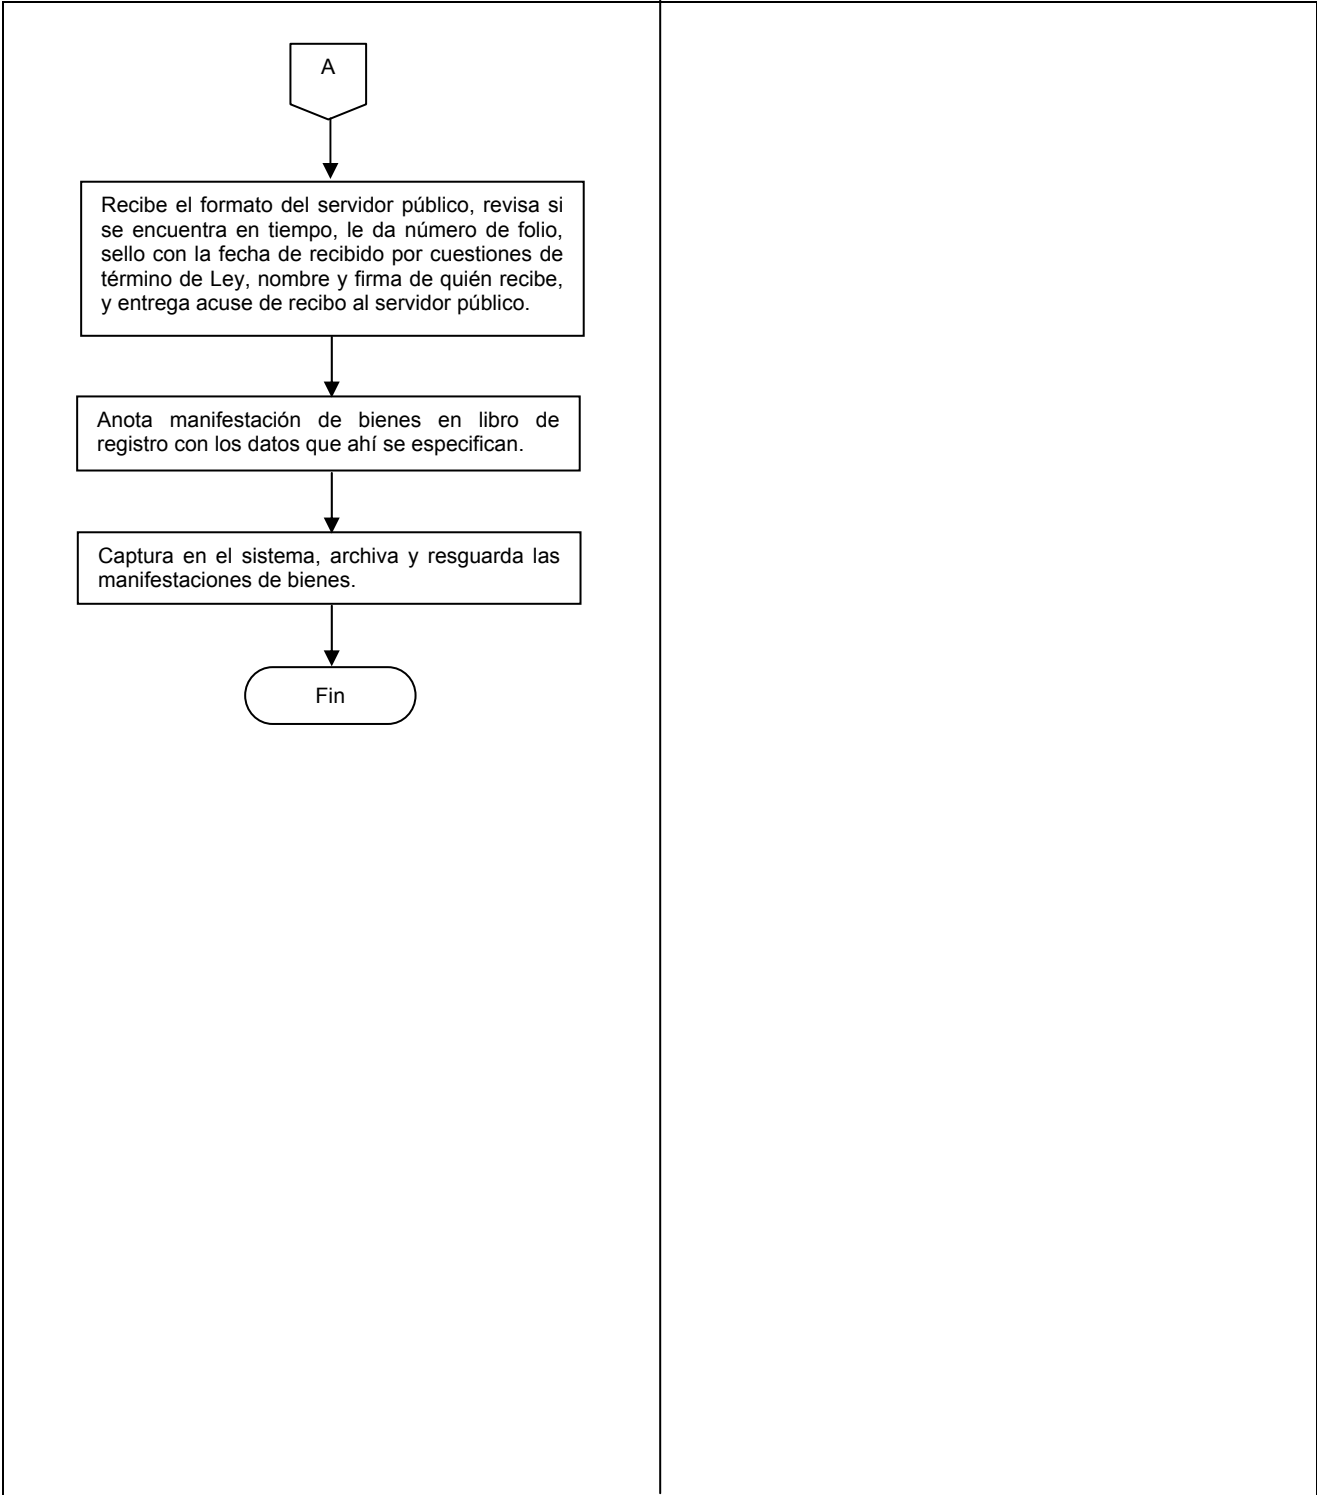 A
Recibe el formato del servidor público, revisa si
se encuentra en tiempo, le da número de folio,
sello con la fecha de recibido por cuestiones de
término de Ley, nombre y firma de quién recibe,
y entrega acuse de recibo al servidor público.
Anota manifestación de bienes en libro de
registro con los datos que ahí se especifican.
Captura en el sistema, archiva y resguarda las
manifestaciones de bienes.
Fin